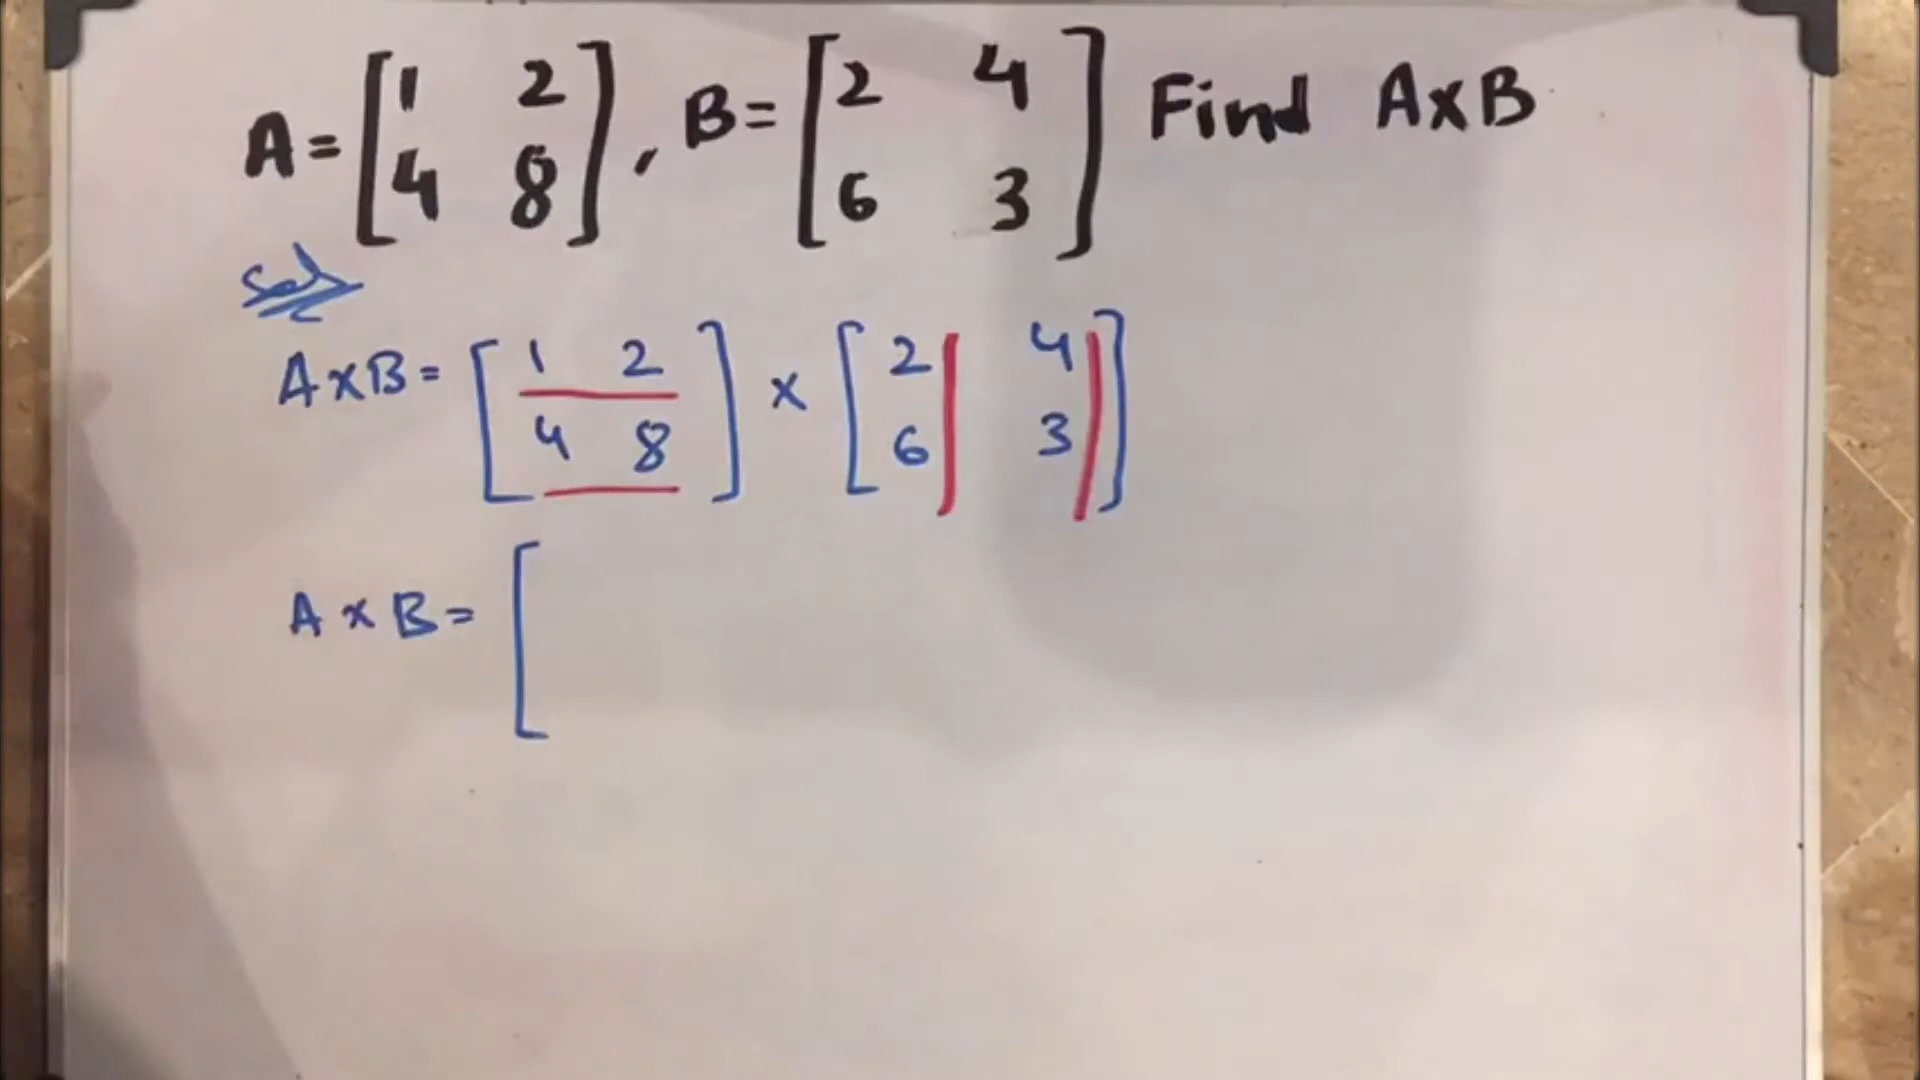 A = [1 2 4 8], B = [2 4 6 3] Find A×B
Sol
A×B = [1 2 4 8] × [2 4 6 3]
A × B = [